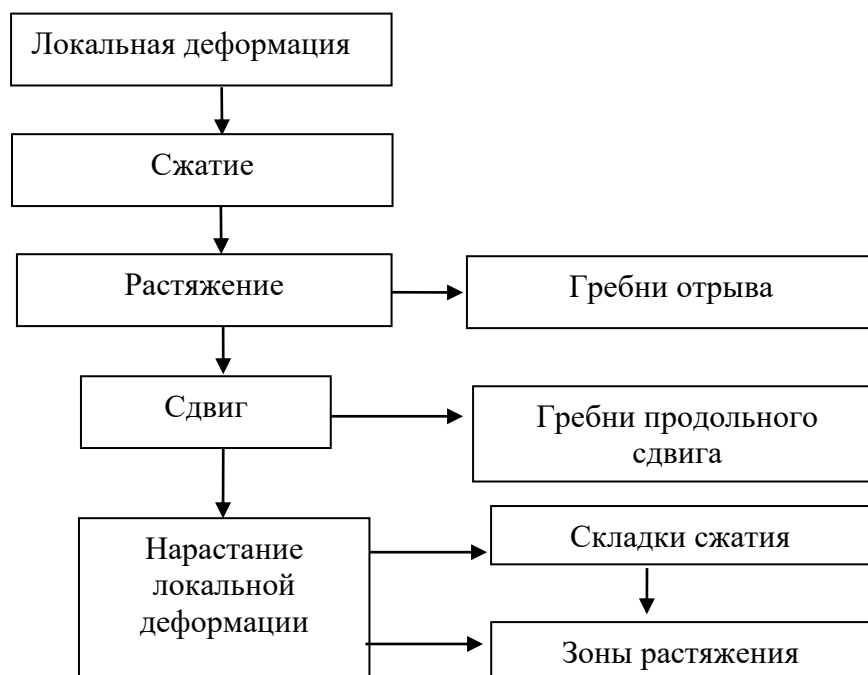 Локальная деформация
Сжатие
Растяжение
Гребни отрыва
Сдвиг
Гребни продольного
сдвига
Нарастание
локальной
деформации
Складки сжатия
Зоны растяжения